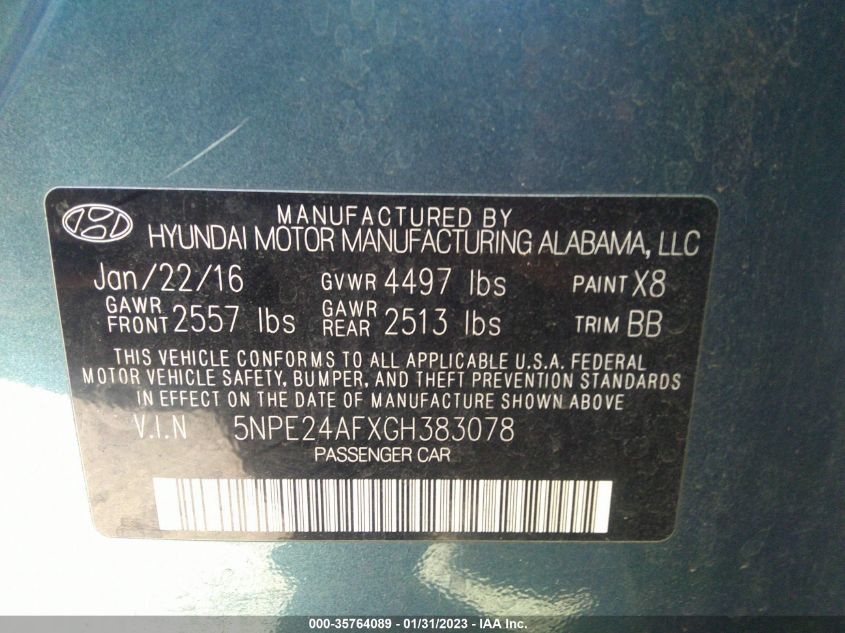 MANUFACTURED BY
HYUNDAI MOTOR MANUFACTURING ALABAMA, LLC
Jan/22/16 GVWR 4497 lbs PAINT X8
GAWR FRONT 2557 lbs GAWR REAR 2513 lbs TRIM BB
THIS VEHICLE CONFORMS TO ALL APPLICABLE U.S.A. FEDERAL
MOTOR VEHICLE SAFETY, BUMPER, AND THEFT PREVENTION STANDARDS
IN EFFECT ON THE DATE OF MANUFACTURE SHOWN ABOVE
V.I.N 5NPE24AFXGH383078
PASSENGER CAR
000-35764089 - 01/31/2023 - IAA Inc.